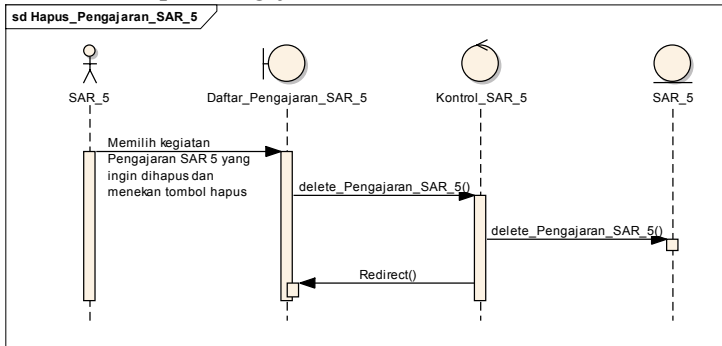 sd Hapus_Pengajaran_SAR_5
SAR_5
Daftar_Pengajaran_SAR_5
Kontrol_SAR_5
SAR_5
Memilih kegiatan
Pengajaran SAR 5 yang
ingin dihapus dan
menekan tombol hapus
delete_Pengajaran_SAR_5()
delete_Pengajaran_SAR_5()
Redirect()